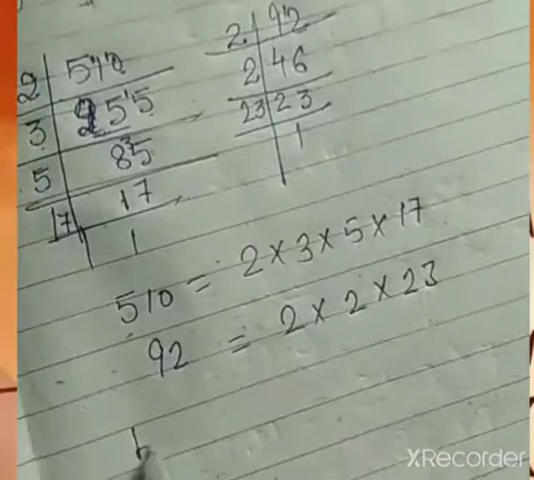 2 | 510
3 | 255
5 | 85
17 | 17
1
2 | 92
2 | 46
23 | 23
1
510 = 2 × 3 × 5 × 17
92 = 2 × 2 × 23
XRecorder